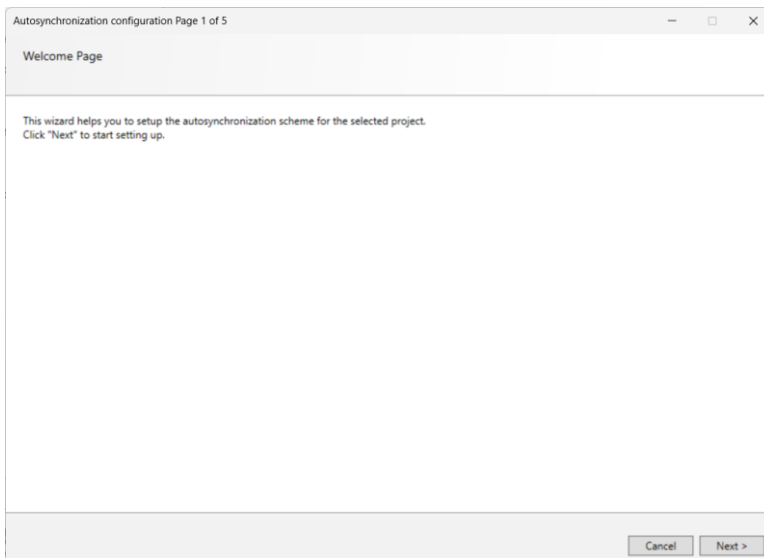 Autosynchronization configuration Page 1 of 5
Welcome Page
This wizard helps you to setup the autosynchronization scheme for the selected project.
Click "Next" to start setting up.
Cancel
Next >